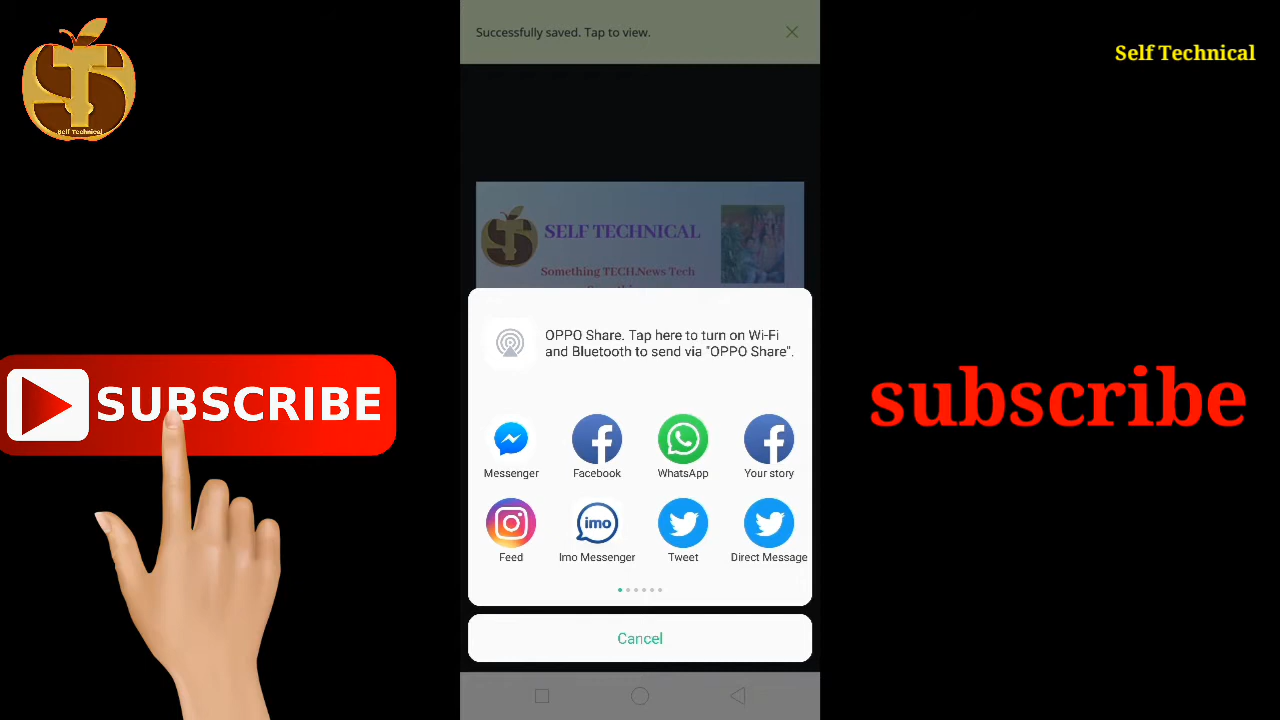 Self Technical
Self Technical
Successfully saved. Tap to view.
SELF TECHNICAL
Something TECH,News Tech
OPPO Share. Tap here to turn on Wi-Fi
and Bluetooth to send via "OPPO Share".
Messenger
Facebook
WhatsApp
Your story
imo
Feed
Imo Messenger
Tweet
Direct Message
Cancel
SUBSCRIBE
subscribe